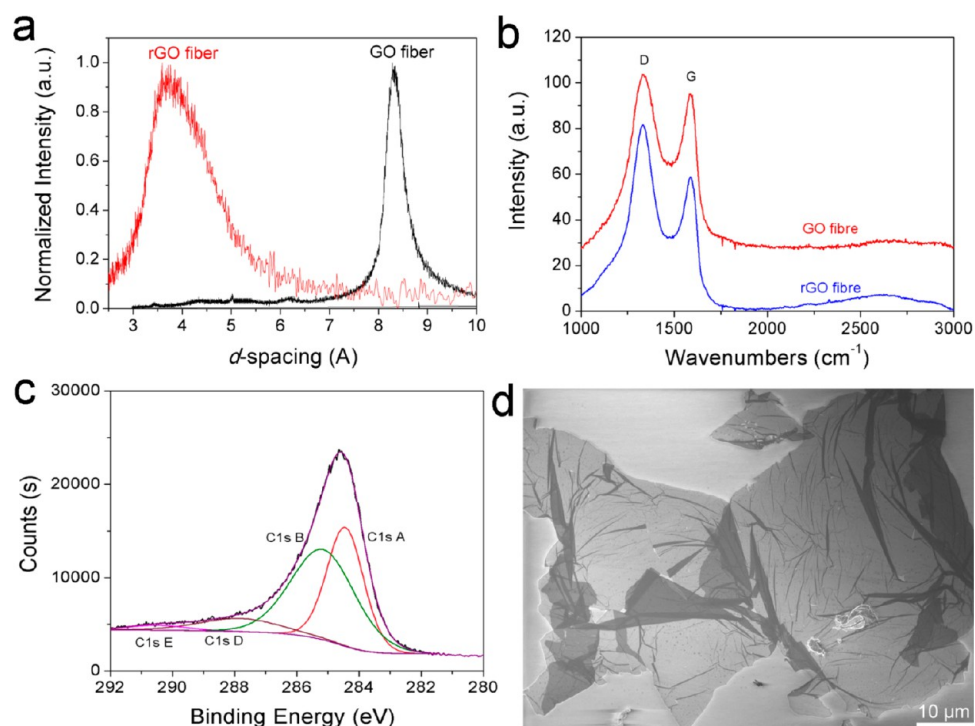 a
rGO fiber
GO fiber
1.0
0.8
0.6
0.4
0.2
0.0
3 4 5 6 7 8 9 10
d-spacing (A)
Normalized Intensity (a.u.)
b
120
100
80
60
40
20
0
D
G
GO fibre
rGO fibre
1000 1500 2000 2500 3000
Wavenumbers (cm⁻¹)
Intensity (a.u.)
c
30000
20000
10000
0
C1s B
C1s A
C1s E
C1s D
292 290 288 286 284 282 280
Binding Energy (eV)
Counts (s)
d
10 µm